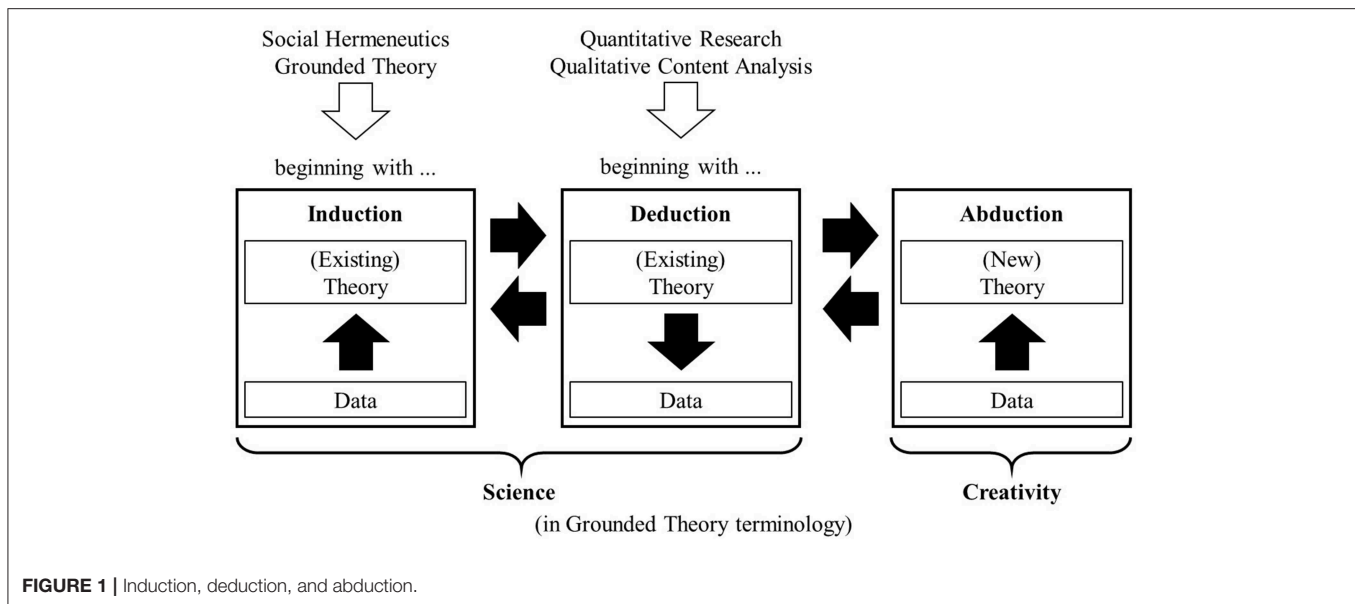 Social Hermeneutics
Grounded Theory
Quantitative Research
Qualitative Content Analysis
beginning with ...
beginning with ...
Induction
(Existing)
Theory
Data
Deduction
(Existing)
Theory
Data
Abduction
(New)
Theory
Data
Science
Creativity
(in Grounded Theory terminology)
FIGURE 1 | Induction, deduction, and abduction.